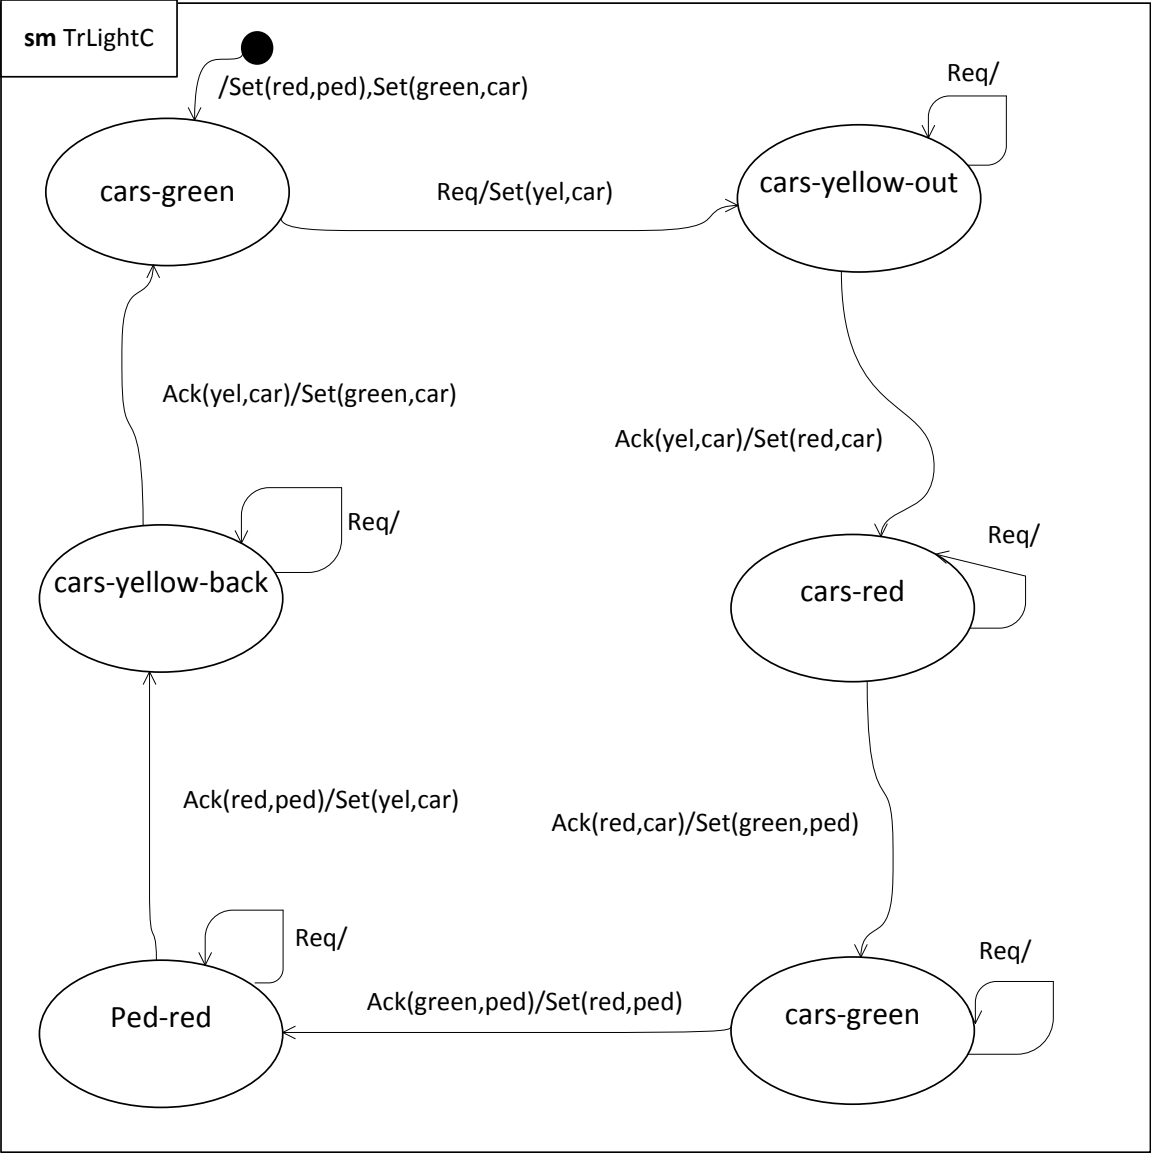 sm TrLightC
/Set(red,ped),Set(green,car)
Req/
cars-green
Req/Set(yel,car)
cars-yellow-out
Ack(yel,car)/Set(green,car)
Ack(yel,car)/Set(red,car)
Req/
Req/
cars-yellow-back
cars-red
Ack(red,ped)/Set(yel,car)
Ack(red,car)/Set(green,ped)
Req/
Req/
Ped-red
Ack(green,ped)/Set(red,ped)
cars-green